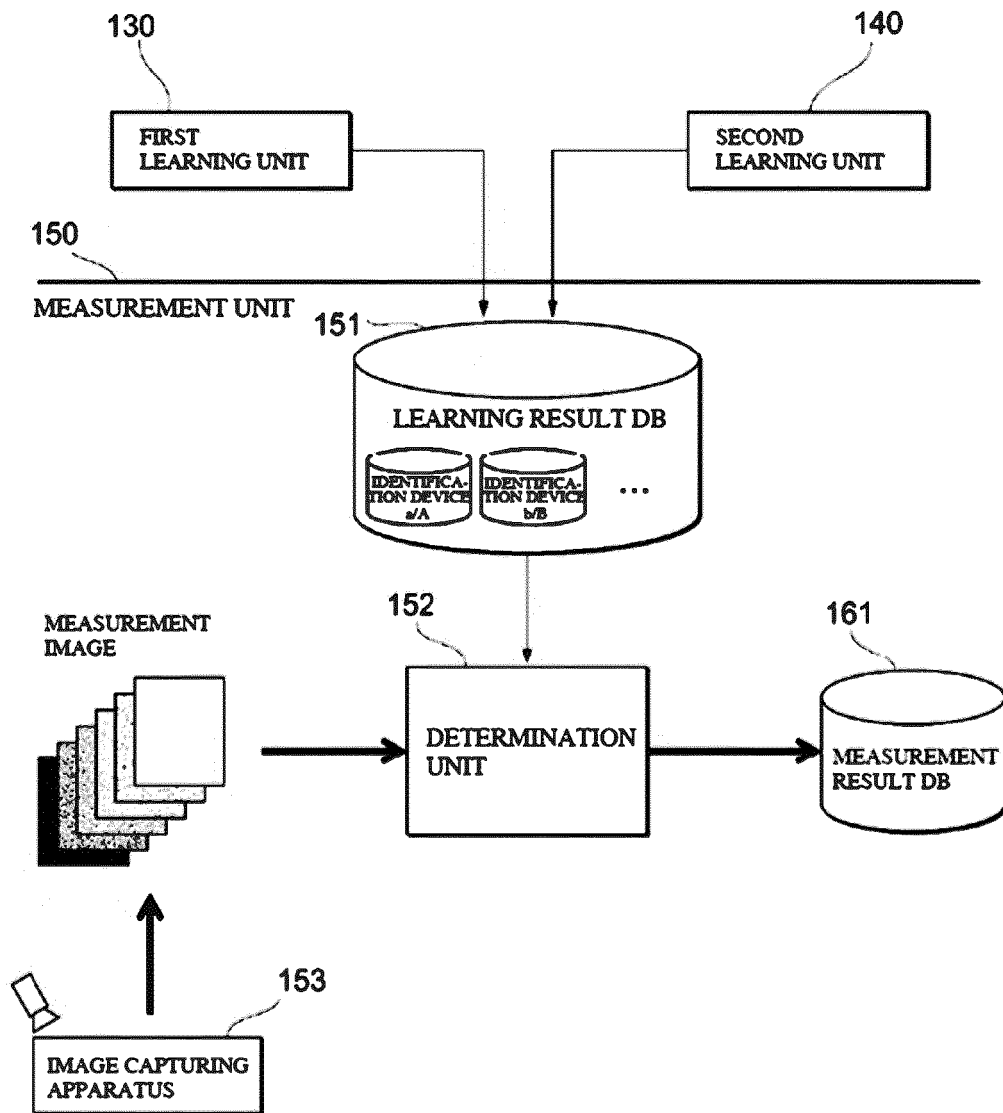 130
140
FIRST
LEARNING UNIT
SECOND
LEARNING UNIT
150
MEASUREMENT UNIT
151
LEARNING RESULT DB
IDENTIFICA-
TION DEVICE
a/A
IDENTIFICA-
TION DEVICE
b/B
...
MEASUREMENT
IMAGE
152
161
DETERMINATION
UNIT
MEASUREMENT
RESULT DB
153
IMAGE CAPTURING
APPARATUS